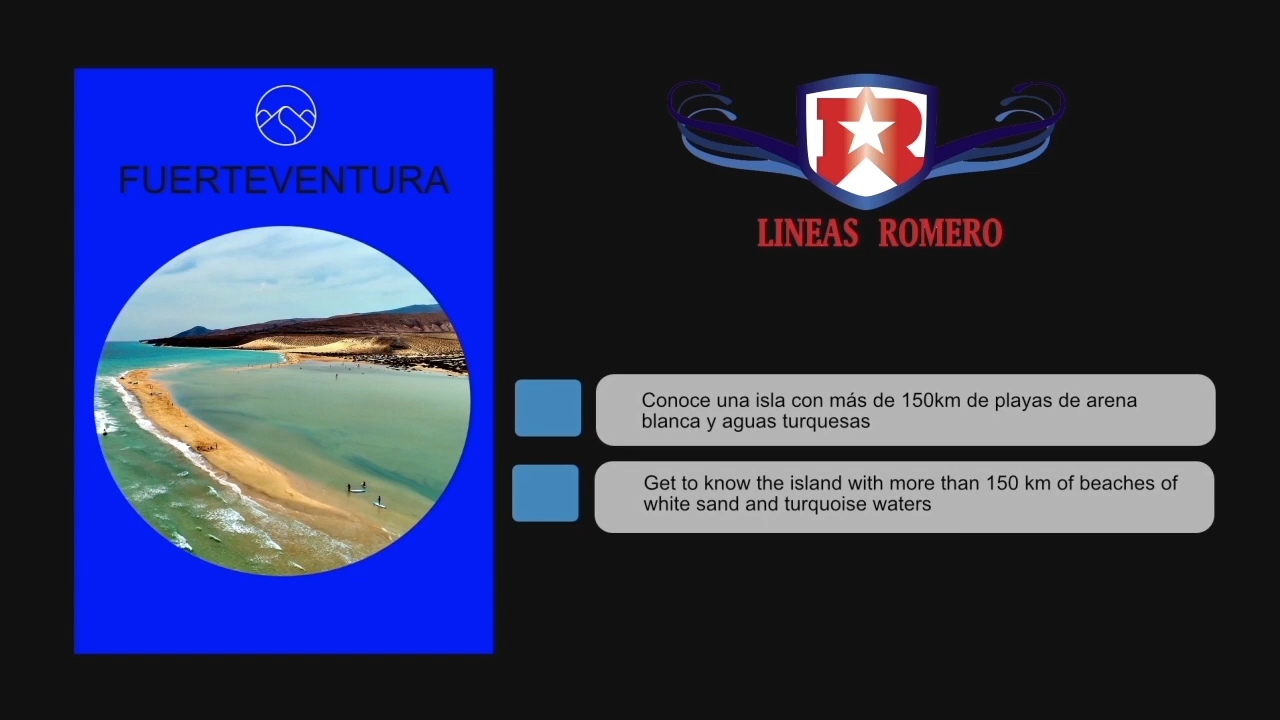 FUERTEVENTURA
R
LINEAS ROMERO
Conoce una isla con más de 150km de playas de arena
blanca y aguas turquesas
Get to know the island with more than 150 km of beaches of
white sand and turquoise waters